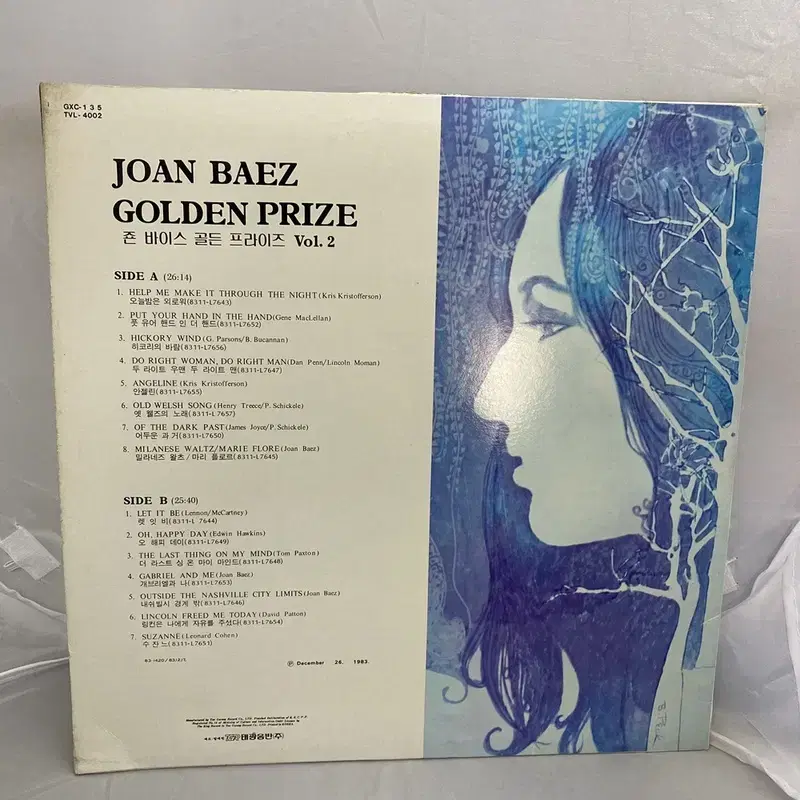 GXC-1 3 5
TVL-4002
JOAN BAEZ
GOLDEN PRIZE
죤 바이스 골든 프라이즈 Vol. 2
SIDE A (26:14)
1. HELP ME MAKE IT THROUGH THE NIGHT(Kris Kristofferson)
오늘밤은 외로워(8311-L7643)
2. PUT YOUR HAND IN THE HAND(Gene MacLellan)
풋 유어 핸드 인 더 핸드(8311-L7652)
3. HICKORY WIND(G. Parsons/B. Bucannan)
히코리의 바람(8311-L7656)
4. DO RIGHT WOMAN, DO RIGHT MAN(Dan Penn/Lincoln Moman)
두 라이트 우맨 두 라이트 맨(8311-L7647)
5. ANGELINE(Kris Kristofferson)
안젤린(8311-L7655)
6. OLD WELSH SONG(Henry Treece/P. Schickele)
옛 웰즈의 노래(8311-L7657)
7. OF THE DARK PAST(James Joyce/P. Schickele)
어두운 과거(8311-L7650)
8. MILANESE WALTZ/MARIE FLORE(Joan Baez)
밀라네즈 왈츠/마리 플로르(8311-L7645)
SIDE B (25:40)
1. LET IT BE(Lennon/McCartney)
렛 잇 비(8311-L 7644)
2. OH, HAPPY DAY(Edwin Hawkins)
오 해피 데이(8311-L7649)
3. THE LAST THING ON MY MIND(Tom Paxton)
더 라스트 싱 온 마이 마인드(8311-L7648)
4. GABRIEL AND ME(Joan Baez)
개브리엘과 나(8311-L7653)
5. OUTSIDE THE NASHVILLE CITY LIMITS(Joan Baez)
내쉬빌시 경계 밖(8311-L7646)
6. LINCOLN FREED ME TODAY(David Patton)
링컨은 나에게 자유를 주셨다(8311-L7654)
7. SUZANNE(Leonard Cohen)
수잔느(8311-L7651)
Ⓟ December 26. 1983.
태광음반(주)